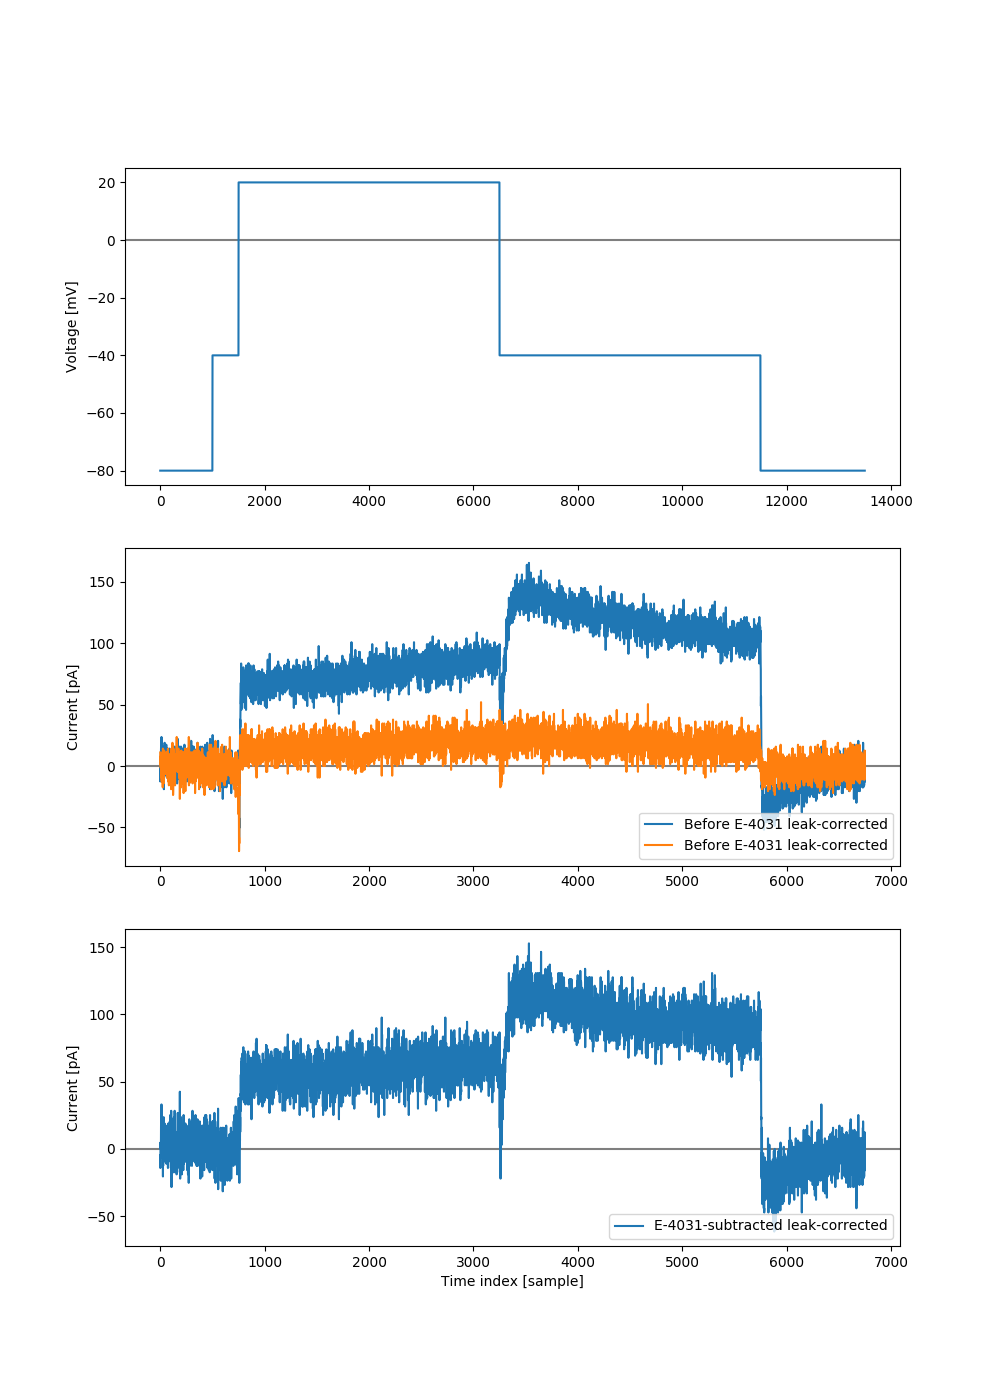 20
0
−20
−40
−60
−80
Voltage [mV]
0 2000 4000 6000 8000 10000 12000 14000
150
100
50
0
−50
Current [pA]
Before E-4031 leak-corrected
Before E-4031 leak-corrected
0 1000 2000 3000 4000 5000 6000 7000
150
100
50
0
−50
Current [pA]
E-4031-subtracted leak-corrected
0 1000 2000 3000 4000 5000 6000 7000
Time index [sample]